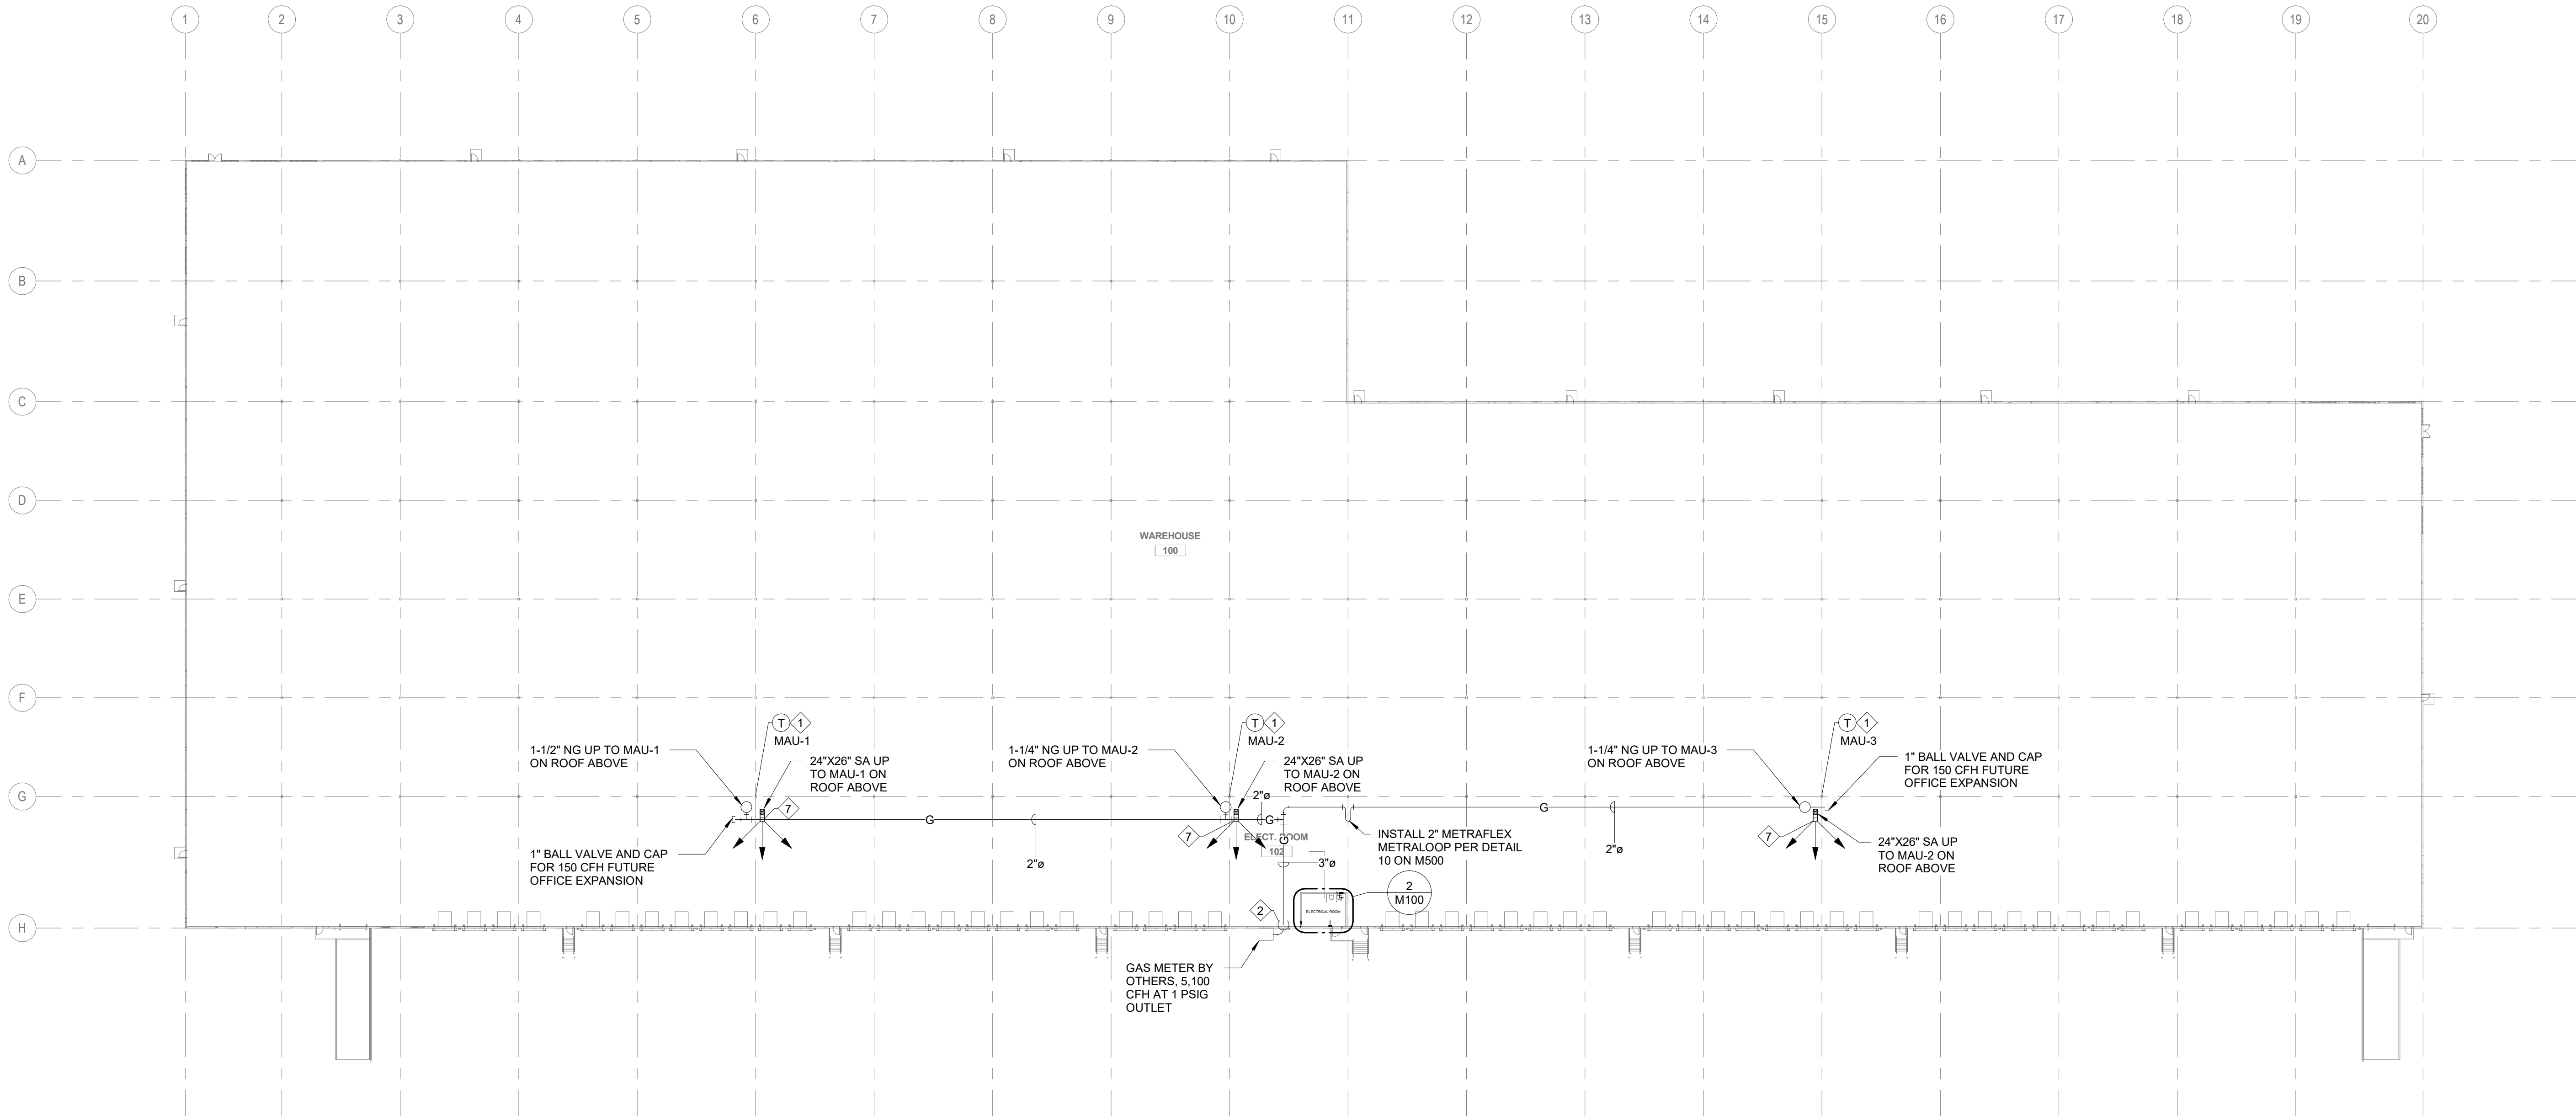 1 2 3 4 5 6 7 8 9 10 11 12 13 14 15 16 17 18 19 20
A
B
C
D
WAREHOUSE
100
E
F
T 1
MAU-1
T 1
MAU-2
T 1
MAU-3
1-1/2" NG UP TO MAU-1
ON ROOF ABOVE
24"X26" SA UP
TO MAU-1 ON
ROOF ABOVE
1-1/4" NG UP TO MAU-2
ON ROOF ABOVE
24"X26" SA UP
TO MAU-2 ON
ROOF ABOVE
1-1/4" NG UP TO MAU-3
ON ROOF ABOVE
1" BALL VALVE AND CAP
FOR 150 CFH FUTURE
OFFICE EXPANSION
G
2"ø
7
G
G
G
G
7
ELECT. ROOM
102
7
1" BALL VALVE AND CAP
FOR 150 CFH FUTURE
OFFICE EXPANSION
2"ø
3"ø
INSTALL 2" METRAFLEX
METRALOOP PER DETAIL
10 ON M500
2"ø
24"X26" SA UP
TO MAU-2 ON
ROOF ABOVE
2
M100
2
ELECTRICAL ROOM
H
GAS METER BY
OTHERS, 5,100
CFH AT 1 PSIG
OUTLET